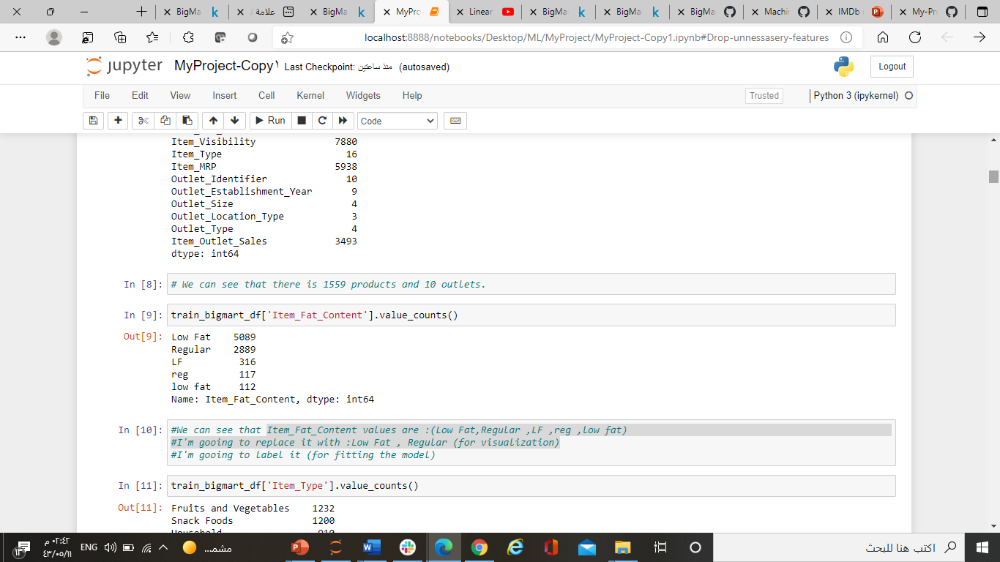 BigMa
علامة
BigMa
MyPro
Linear
BigMa
BigMa
BigMa
Machin
IMDb
My-Pr
localhost:8888/notebooks/Desktop/ML/MyProject/MyProject-Copy1.ipynb#Drop-unnessasery-features
jupyter MyProject-Copy١ Last Checkpoint: منذ ساعتين (autosaved)
Logout
File Edit View Insert Cell Kernel Widgets Help
Trusted Python 3 (ipykernel)
Run Code
Item_Visibility 7880
Item_Type 16
Item_MRP 5938
Outlet_Identifier 10
Outlet_Establishment_Year 9
Outlet_Size 4
Outlet_Location_Type 3
Outlet_Type 4
Item_Outlet_Sales 3493
dtype: int64
In [8]: # We can see that there is 1559 products and 10 outlets.
In [9]: train_bigmart_df['Item_Fat_Content'].value_counts()
Out[9]: Low Fat 5089
Regular 2889
LF 316
reg 117
low fat 112
Name: Item_Fat_Content, dtype: int64
In [10]: #We can see that Item_Fat_Content values are :(Low Fat,Regular ,LF ,reg ,low fat)
#I'm gooing to replace it with :Low Fat , Regular (for visualization)
#I'm gooing to label it (for fitting the model)
In [11]: train_bigmart_df['Item_Type'].value_counts()
Out[11]: Fruits and Vegetables 1232
Snack Foods 1200
Household 910
٠٢:٤٢ م
٤٣/٠٥/١١
ENG
مشمـ...
اكتب هنا للبحث